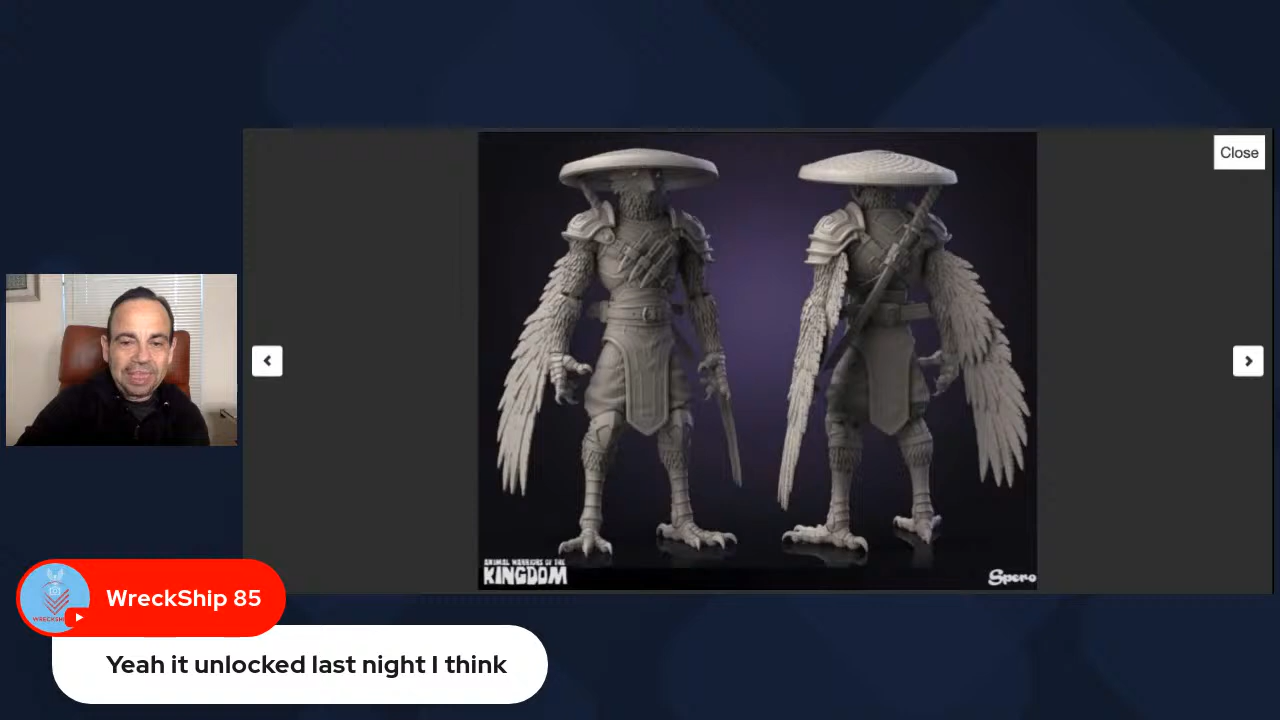 Close
ANIMAL WARRIORS OF THE
KINGDOM
Spero
WreckShip 85
Yeah it unlocked last night I think